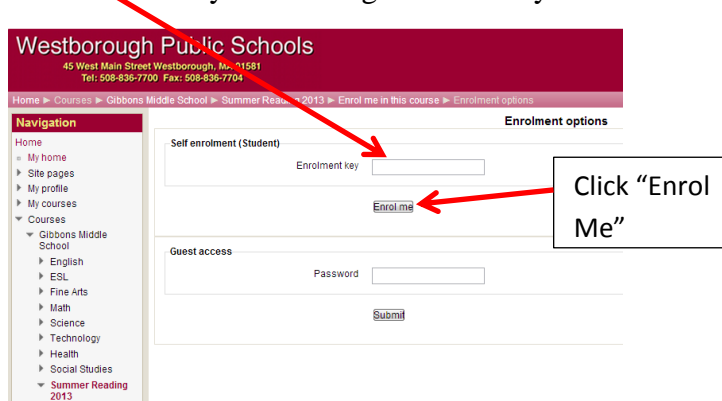 Westborough Public Schools
45 West Main Street Westborough, MA 01581
Tel: 508-836-7700 Fax: 508-836-7704
Home ► Courses ► Gibbons Middle School ► Summer Reading 2013 ► Enrol me in this course ► Enrolment options
Navigation
Home
My home
Site pages
My profile
My courses
Courses
Gibbons Middle
School
English
ESL
Fine Arts
Math
Science
Technology
Health
Social Studies
Summer Reading
2013
Enrolment options
Self enrolment (Student)
Enrolment key
Enrol me
Click “Enrol
Me”
Guest access
Password
Submit